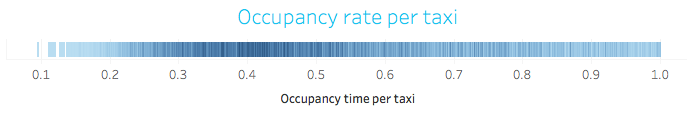 Occupancy rate per taxi
0.1 0.2 0.3 0.4 0.5 0.6 0.7 0.8 0.9 1.0
Occupancy time per taxi